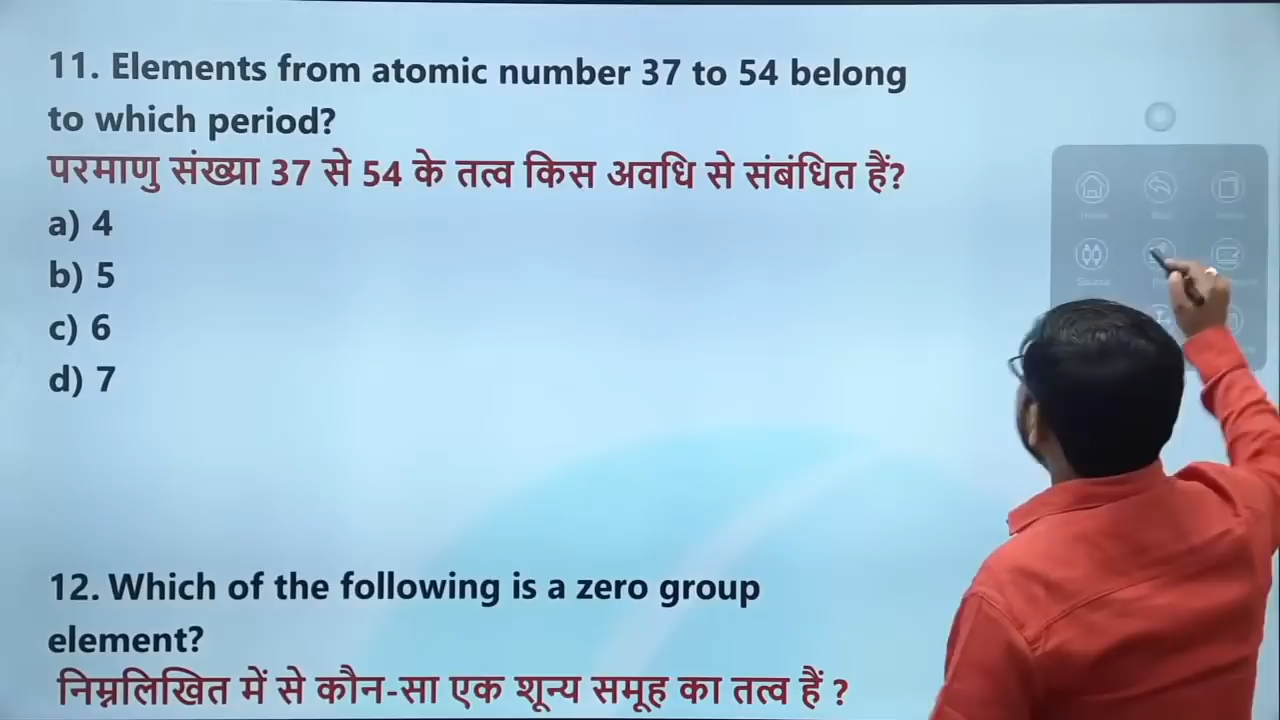 11. Elements from atomic number 37 to 54 belong
to which period?
परमाणु संख्या 37 से 54 के तत्व किस अवधि से संबंधित हैं?
a) 4
b) 5
c) 6
d) 7
12. Which of the following is a zero group
element?
निम्नलिखित में से कौन-सा एक शून्य समूह का तत्व हैं ?